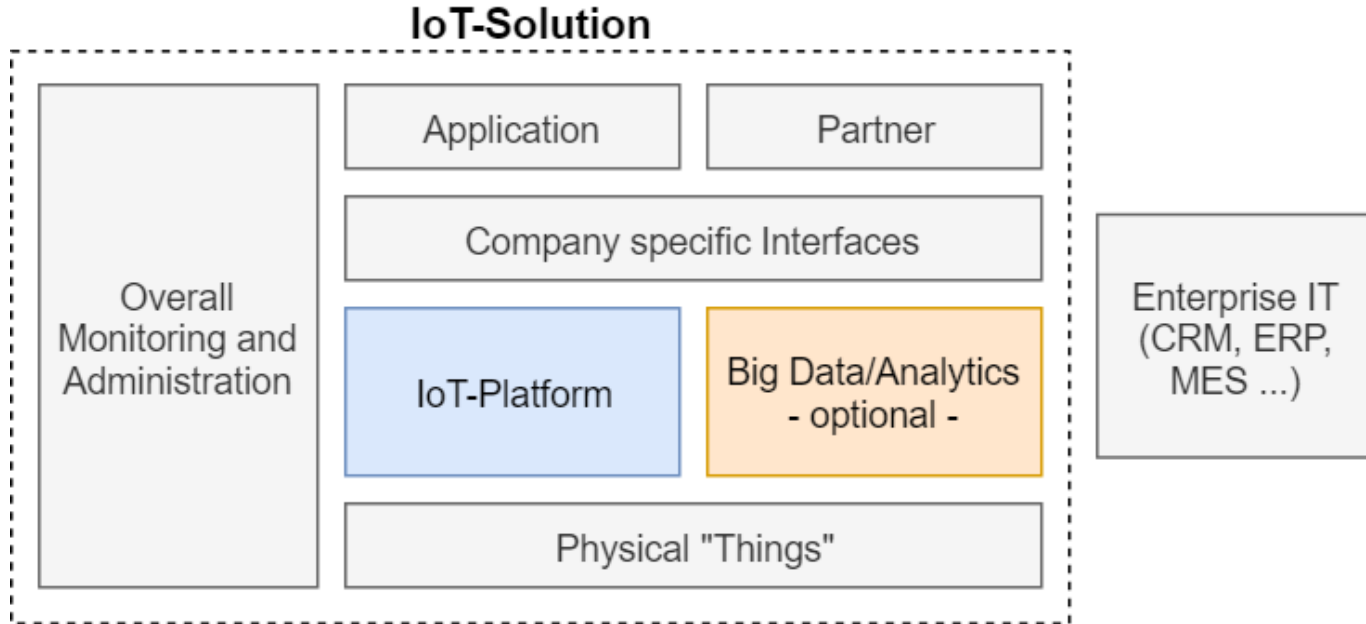 IoT-Solution
Overall
Monitoring and
Administration
Application
Partner
Company specific Interfaces
IoT-Platform
Big Data/Analytics
- optional -
Physical "Things"
Enterprise IT
(CRM, ERP,
MES ...)